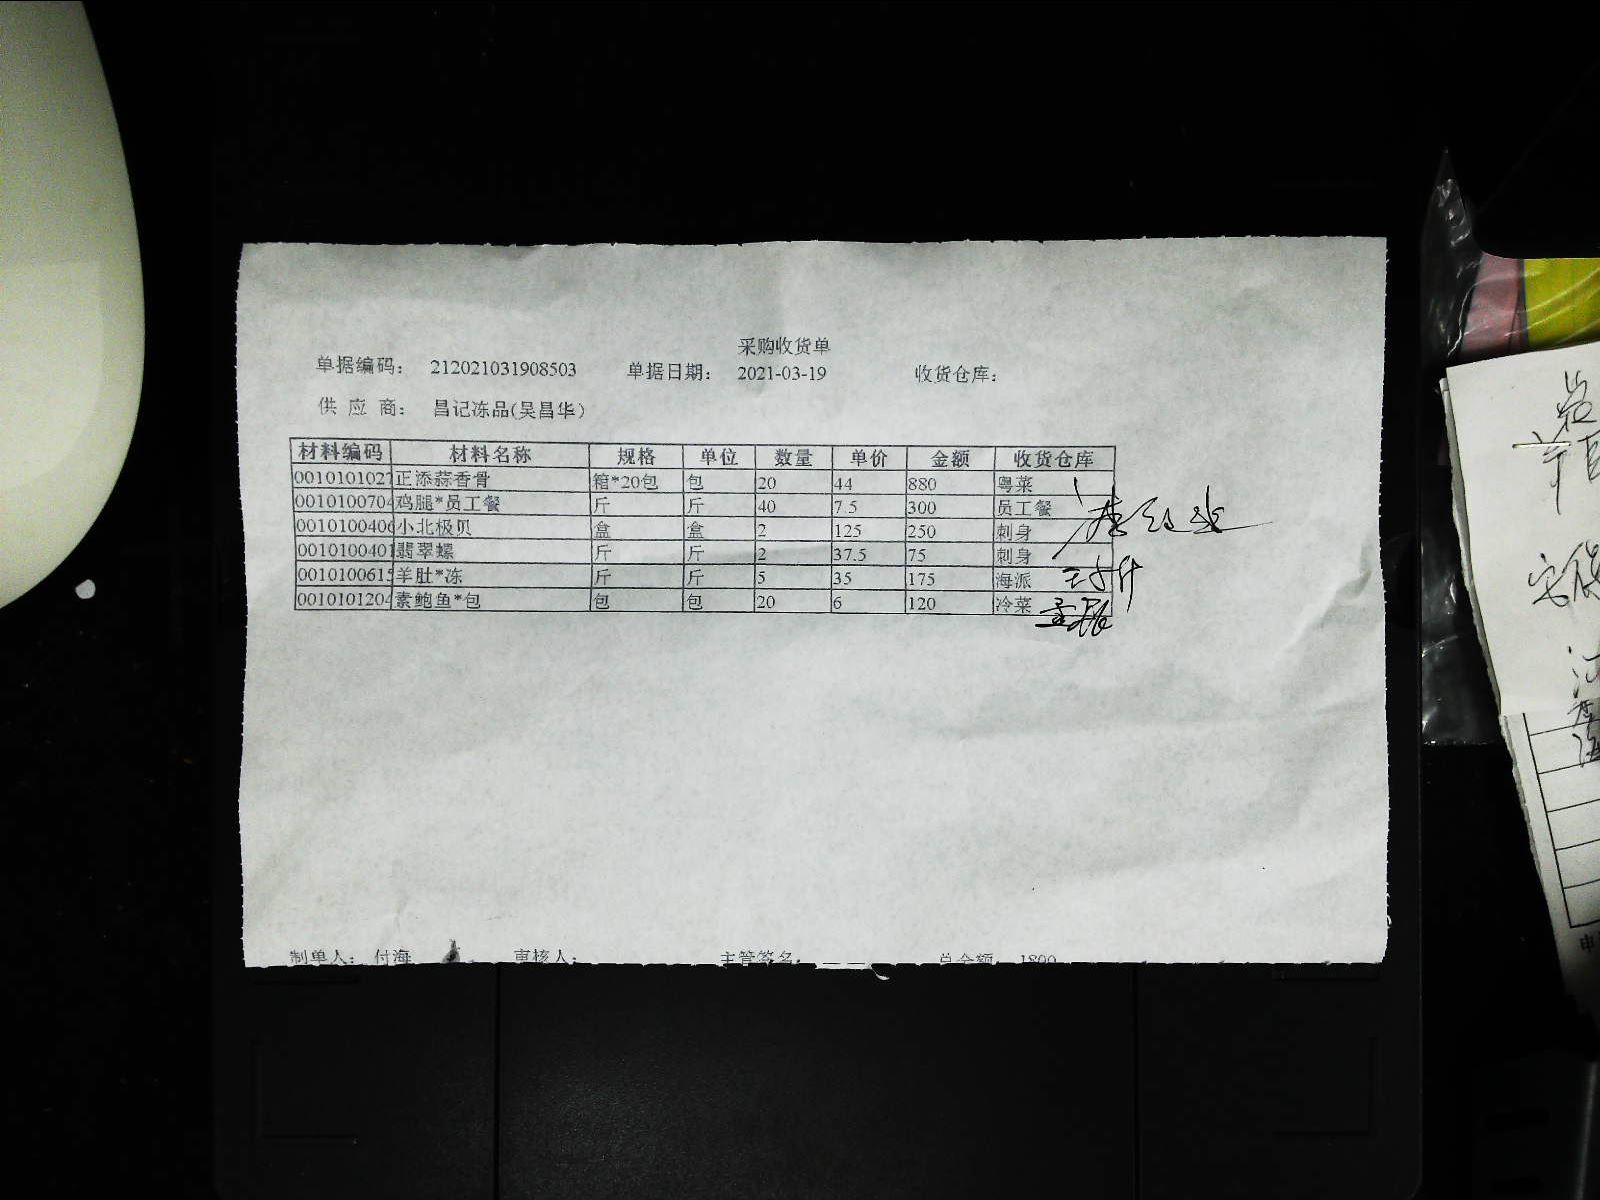 采购收货单
单据编码： 212021031908503 单据日期： 2021-03-19 收货仓库：
供 应 商： 昌记冻品(吴昌华)
材料编码 材料名称 规格 单位 数量 单价 金额 收货仓库
0010101027 正添蒜香骨 箱*20包 包 20 44 880 粤菜
0010100704 鸡腿*员工餐 斤 斤 40 7.5 300 员工餐
0010100406 小北极贝 盒 盒 2 125 250 刺身
0010100401 翡翠螺 斤 斤 2 37.5 75 刺身
0010100615 羊肚*冻 斤 斤 5 35 175 海派
0010101204 素鲍鱼*包 包 包 20 6 120 冷菜
制单人： 付海 审核人： 主管签名： 总金额： 1800